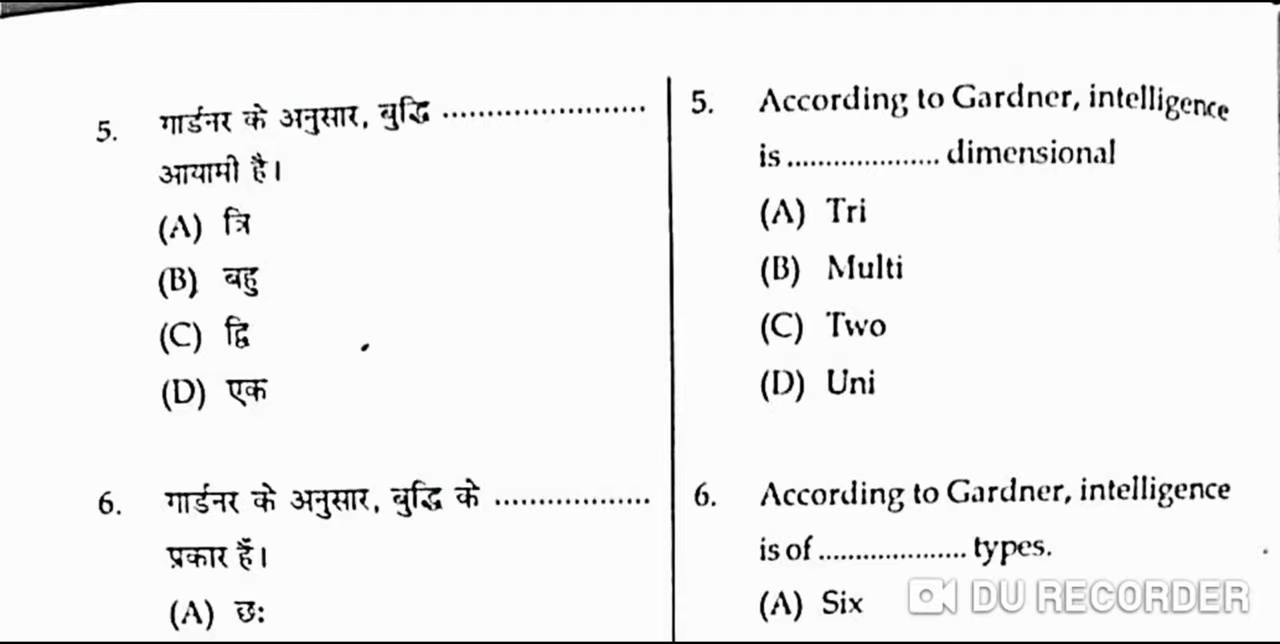 5. गार्डनर के अनुसार, बुद्धि ......................
आयामी है।
(A) त्रि
(B) बहु
(C) द्वि
(D) एक
6. गार्डनर के अनुसार, बुद्धि के ..................
प्रकार हैं।
(A) छः
5. According to Gardner, intelligence
is .................... dimensional
(A) Tri
(B) Multi
(C) Two
(D) Uni
6. According to Gardner, intelligence
is of .................... types.
(A) Six
DU RECORDER